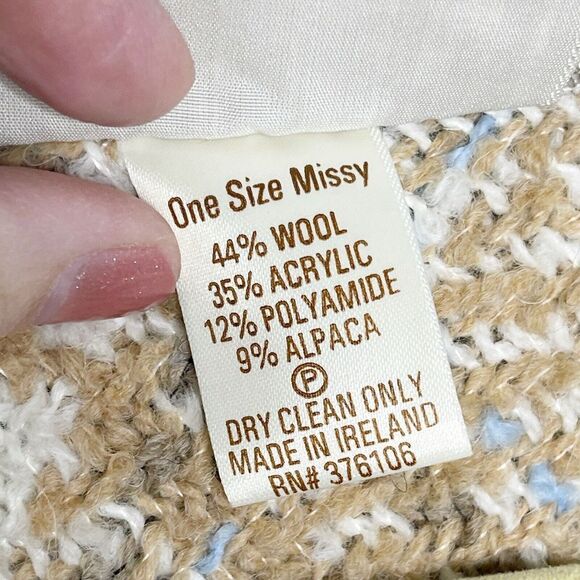 One Size Missy
44% WOOL
35% ACRYLIC
12% POLYAMIDE
9% ALPACA
P
DRY CLEAN ONLY
MADE IN IRELAND
RN# 376106